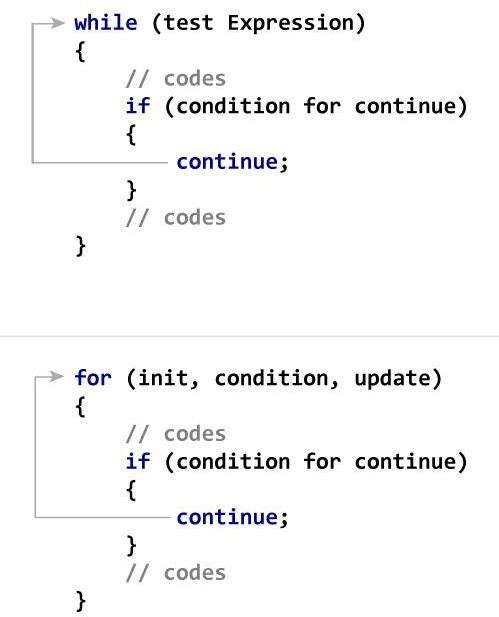 while (test Expression)
{
// codes
if (condition for continue)
{
continue;
}
// codes
}
for (init, condition, update)
{
// codes
if (condition for continue)
{
continue;
}
// codes
}